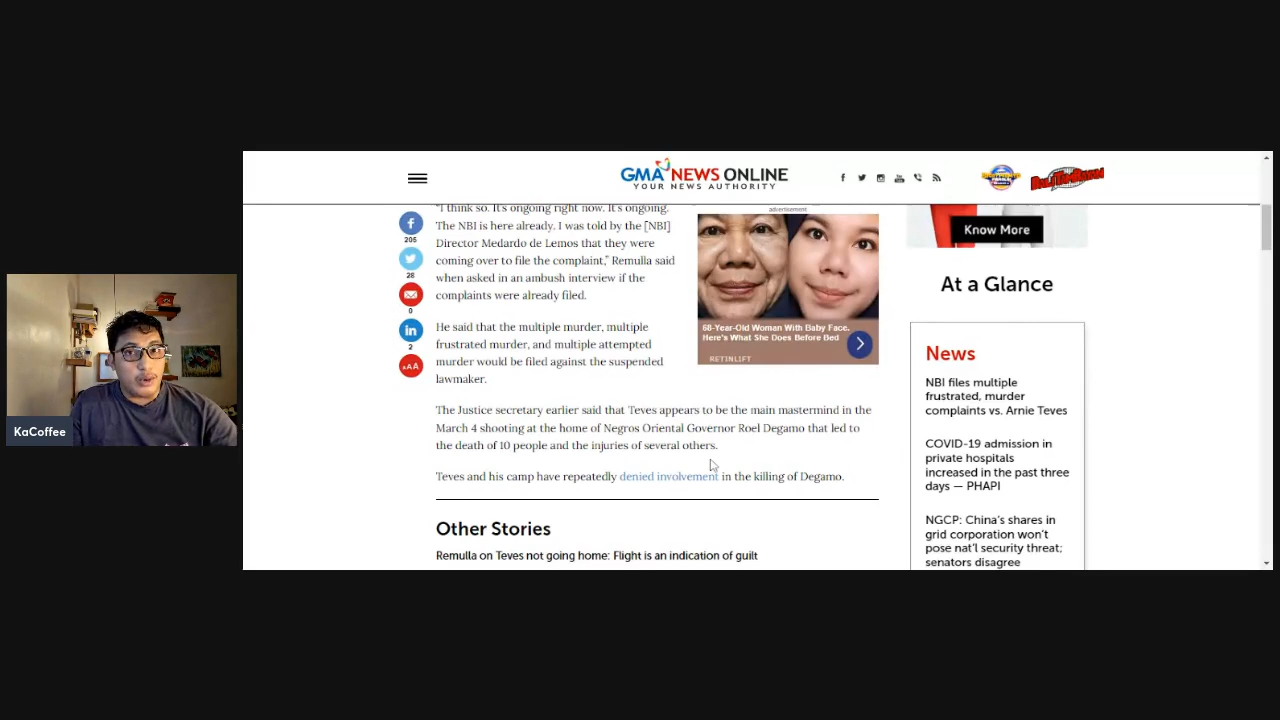 KaCoffee
GMA NEWS ONLINE
YOUR NEWS AUTHORITY
205
28
0
in
2
AAA
"I think so. It's ongoing right now. It's ongoing.
The NBI is here already. I was told by the [NBI]
Director Medardo de Lemos that they were
coming over to file the complaint," Remulla said
when asked in an ambush interview if the
complaints were already filed.
He said that the multiple murder, multiple
frustrated murder, and multiple attempted
murder would be filed against the suspended
lawmaker.
The Justice secretary earlier said that Teves appears to be the main mastermind in the
March 4 shooting at the home of Negros Oriental Governor Roel Degamo that led to
the death of 10 people and the injuries of several others.
Teves and his camp have repeatedly denied involvement in the killing of Degamo.
Other Stories
Remulla on Teves not going home: Flight is an indication of guilt
advertisement
68-Year-Old Woman With Baby Face.
Here's What She Does Before Bed
RETINLIFT
Know More
At a Glance
News
NBI files multiple
frustrated, murder
complaints vs. Arnie Teves
COVID-19 admission in
private hospitals
increased in the past three
days — PHAPI
NGCP: China's shares in
grid corporation won't
pose nat'l security threat;
senators disagree